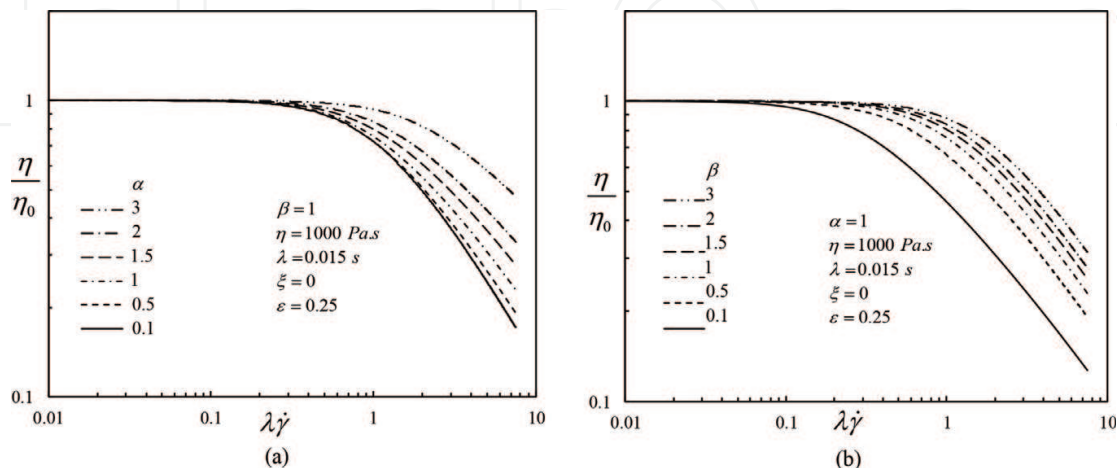 1
η
η₀
0.1
α
3
2
1.5
1
0.5
0.1
β = 1
η = 1000 Pa.s
λ = 0.015 s
ξ = 0
ε = 0.25
0.01
0.1
1
10
λγ̇
(a)
1
η
η₀
0.1
β
3
2
1.5
1
0.5
0.1
α = 1
η = 1000 Pa.s
λ = 0.015 s
ξ = 0
ε = 0.25
0.01
0.1
1
10
λγ̇
(b)